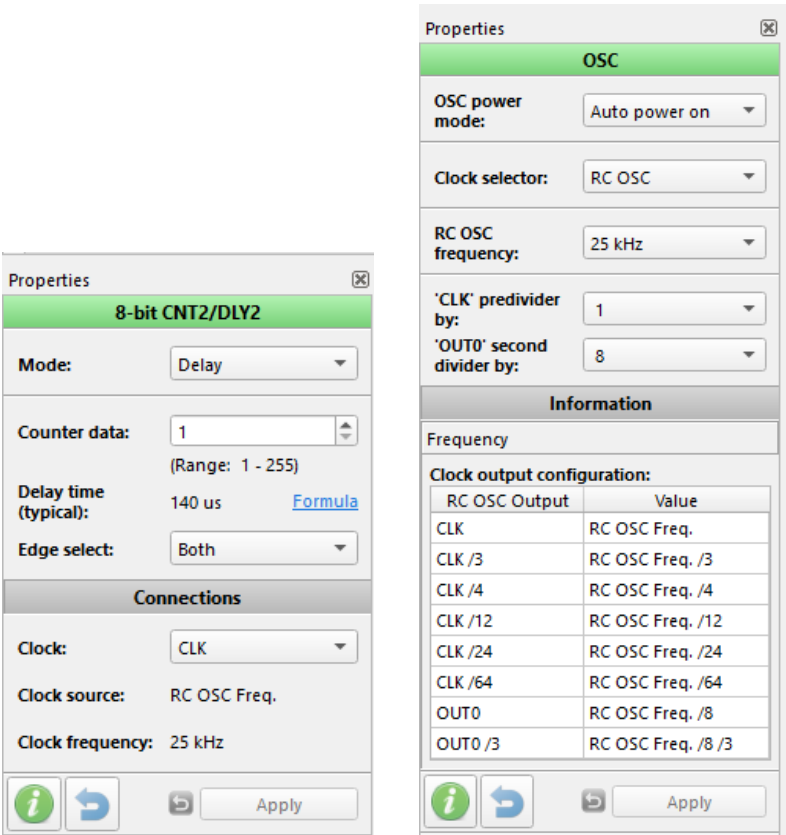 Properties
8-bit CNT2/DLY2
Mode: Delay
Counter data: 1
(Range: 1 - 255)
Delay time
(typical): 140 us Formula
Edge select: Both
Connections
Clock: CLK
Clock source: RC OSC Freq.
Clock frequency: 25 kHz
i
Apply
Properties
OSC
OSC power
mode: Auto power on
Clock selector: RC OSC
RC OSC
frequency: 25 kHz
'CLK' predivider
by: 1
'OUT0' second
divider by: 8
Information
Frequency
Clock output configuration:
RC OSC Output Value
CLK RC OSC Freq.
CLK /3 RC OSC Freq. /3
CLK /4 RC OSC Freq. /4
CLK /12 RC OSC Freq. /12
CLK /24 RC OSC Freq. /24
CLK /64 RC OSC Freq. /64
OUT0 RC OSC Freq. /8
OUT0 /3 RC OSC Freq. /8 /3
i
Apply